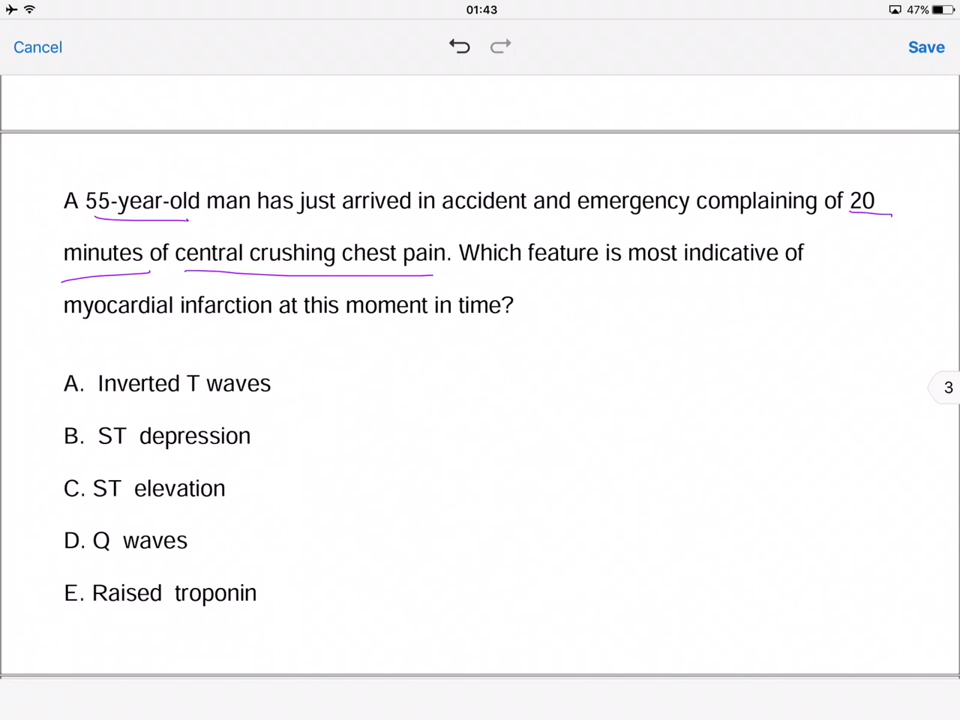 01:43
47%
Cancel
Save
A 55-year-old man has just arrived in accident and emergency complaining of 20
minutes of central crushing chest pain. Which feature is most indicative of
myocardial infarction at this moment in time?
A. Inverted T waves
3
B. ST depression
C. ST elevation
D. Q waves
E. Raised troponin